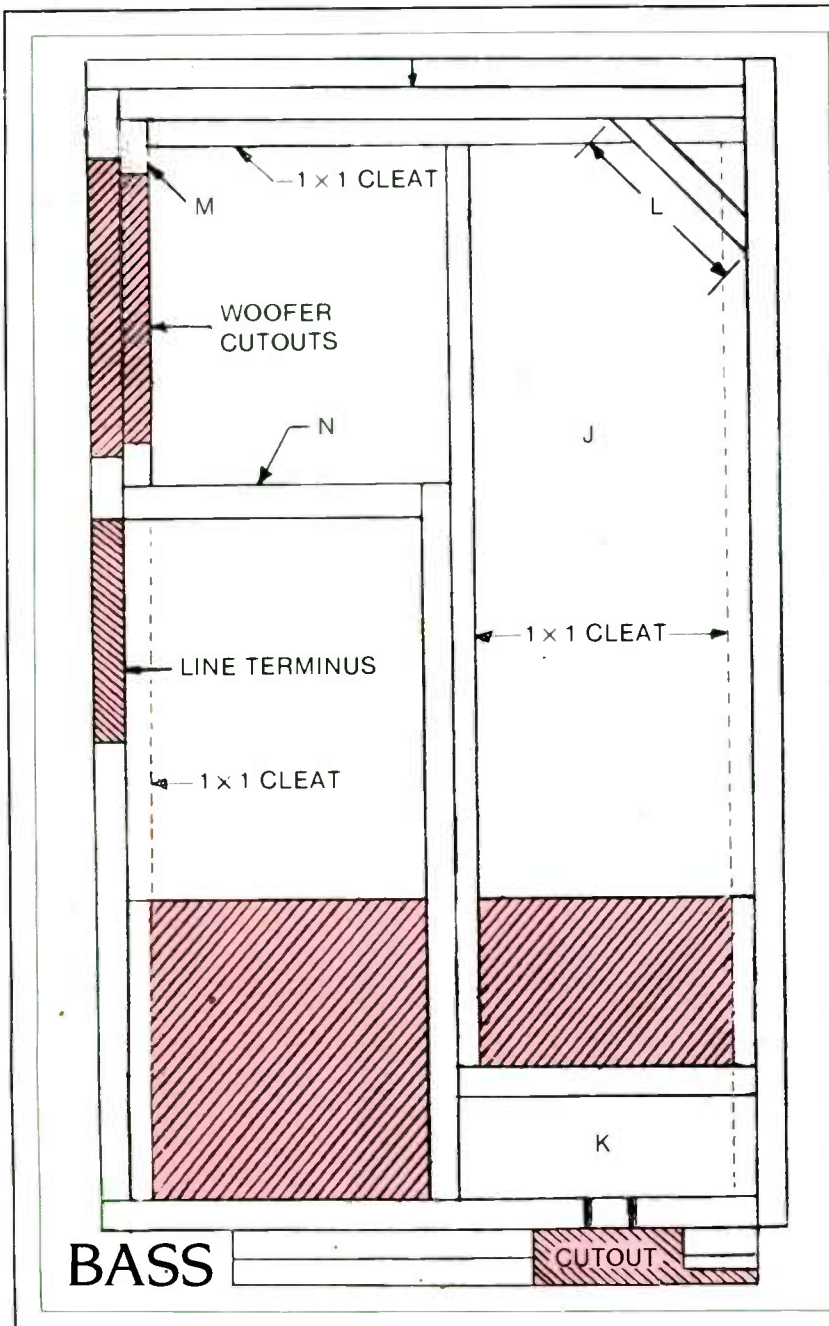 1 × 1 CLEAT
M
L
WOOFER
CUTOUTS
N
J
1 × 1 CLEAT
LINE TERMINUS
1 × 1 CLEAT
K
BASS
CUTOUT